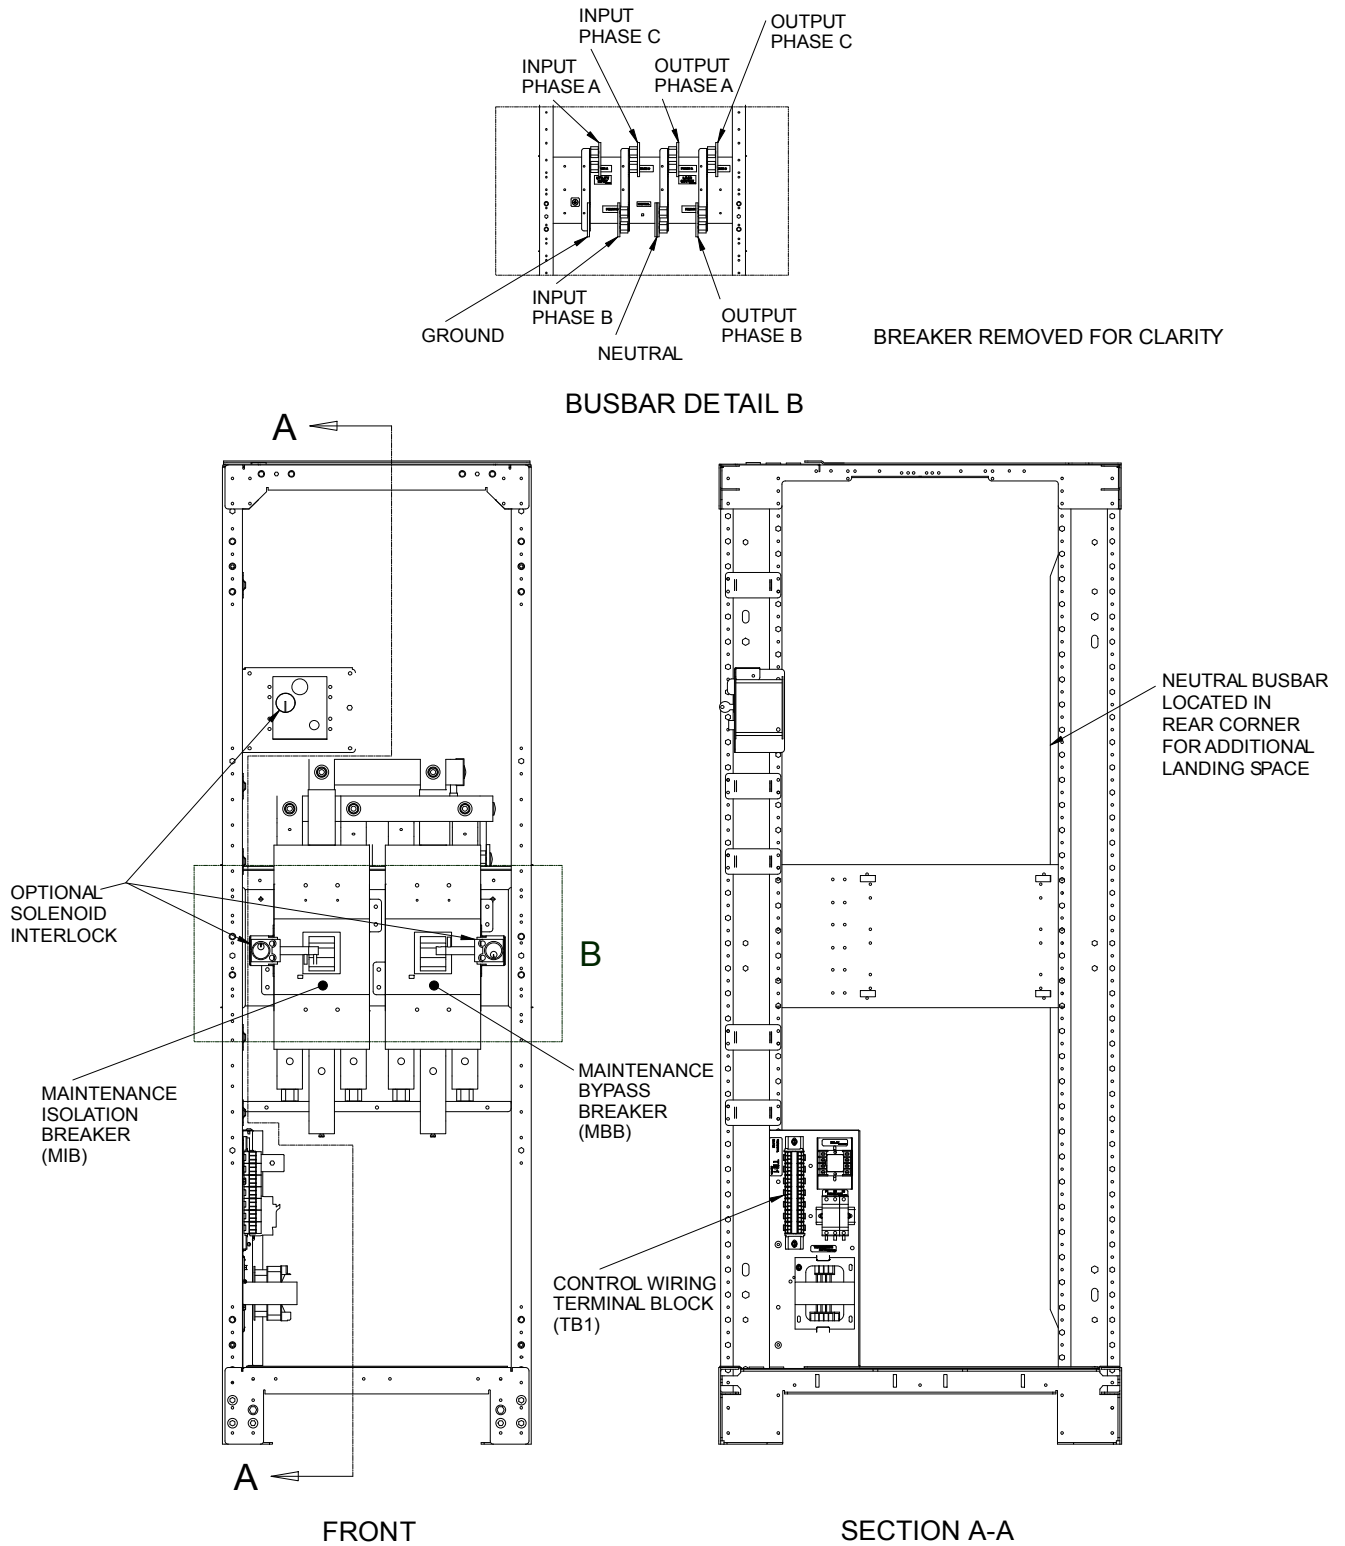 INPUT
PHASE C
OUTPUT
PHASE C
INPUT
PHASE A
OUTPUT
PHASE A
INPUT
PHASE B
OUTPUT
PHASE B
GROUND
NEUTRAL
BREAKER REMOVED FOR CLARITY
BUSBAR DETAIL B
A
NEUTRAL BUSBAR
LOCATED IN
REAR CORNER
FOR ADDITIONAL
LANDING SPACE
OPTIONAL
SOLENOID
INTERLOCK
B
MAINTENANCE
ISOLATION
BREAKER
(MIB)
MAINTENANCE
BYPASS
BREAKER
(MBB)
TB1
CONTROL WIRING
TERMINAL BLOCK
(TB1)
A
FRONT
SECTION A-A